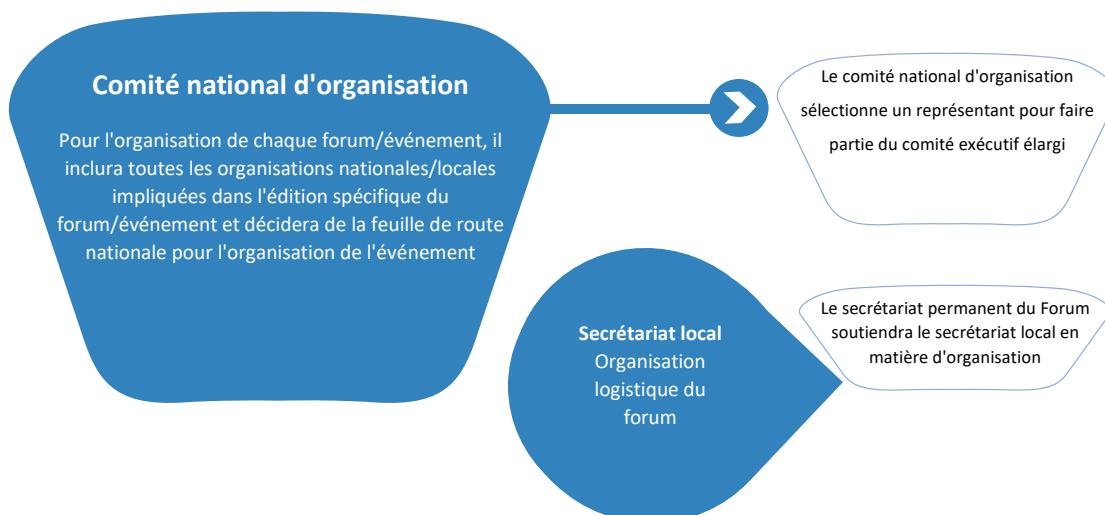 Comité national d'organisation
Pour l'organisation de chaque forum/événement, il
inclura toutes les organisations nationales/locales
impliquées dans l'édition spécifique du
forum/événement et décidera de la feuille de route
nationale pour l'organisation de l'événement
Le comité national d'organisation
sélectionne un représentant pour faire
partie du comité exécutif élargi
Secrétariat local
Organisation
logistique du
forum
Le secrétariat permanent du Forum
soutiendra le secrétariat local en
matière d'organisation